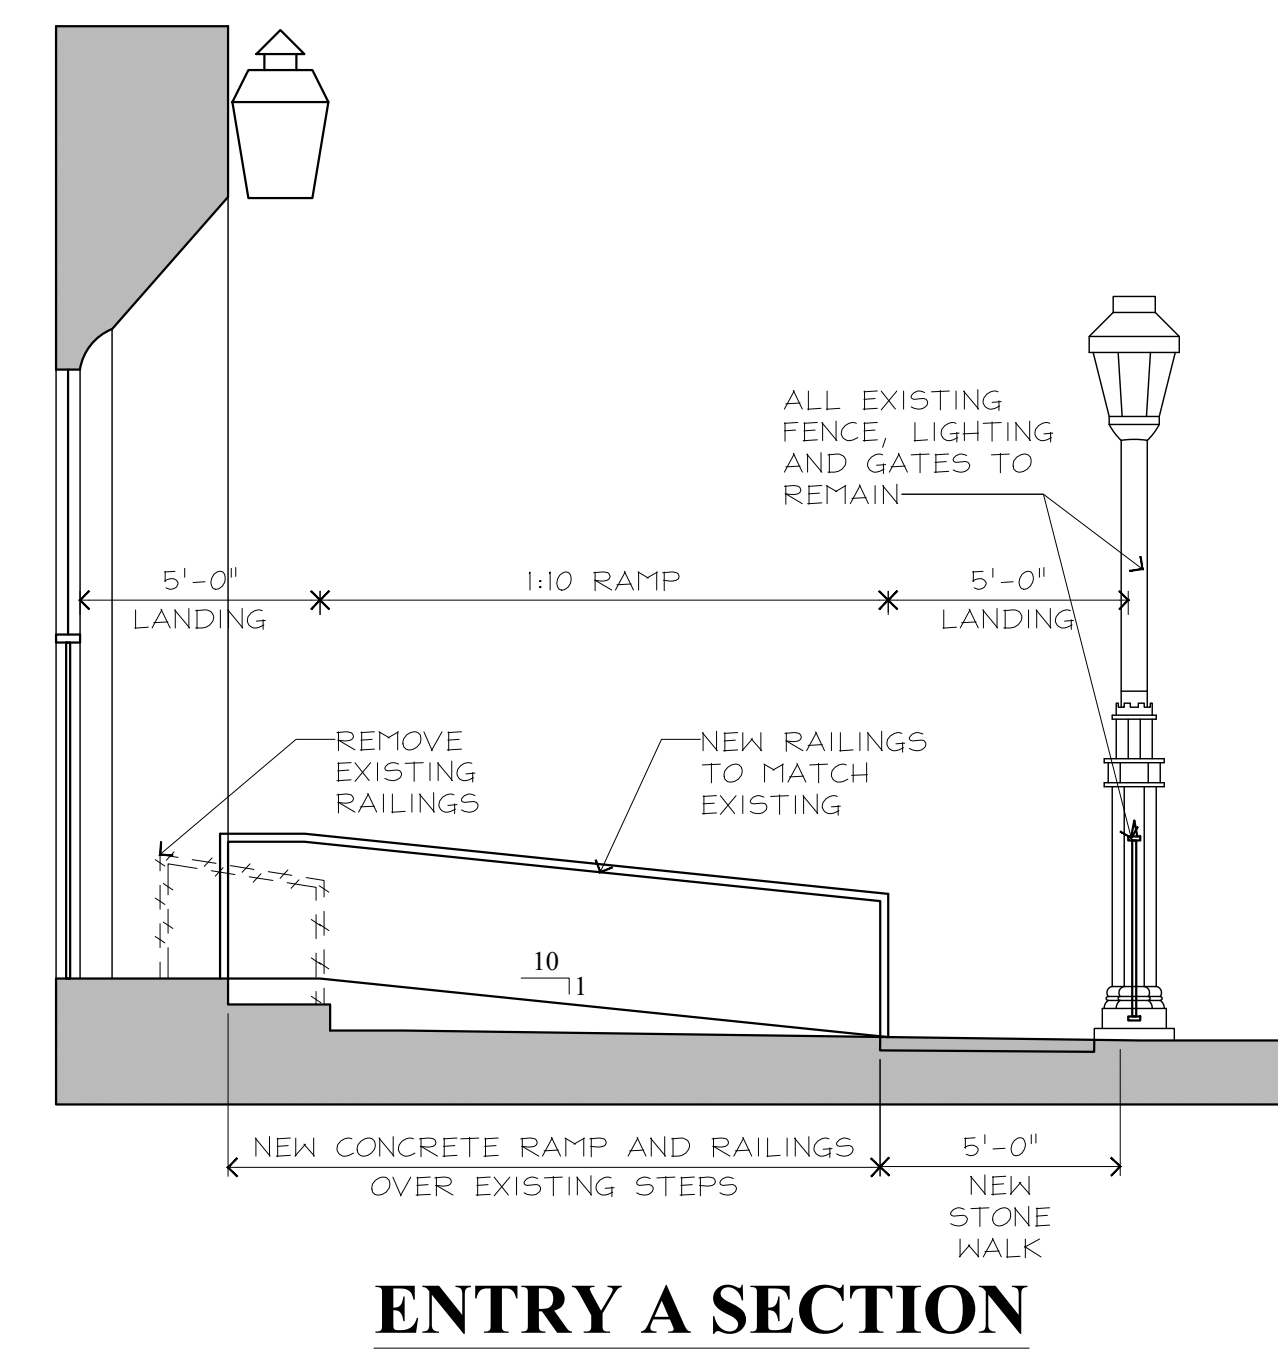 ALL EXISTING
FENCE, LIGHTING
AND GATES TO
REMAIN
5'-0"
LANDING
1:10 RAMP
5'-0"
LANDING
REMOVE
EXISTING
RAILINGS
NEW RAILINGS
TO MATCH
EXISTING
10
1
NEW CONCRETE RAMP AND RAILINGS
OVER EXISTING STEPS
5'-0"
NEW
STONE
WALK
ENTRY A SECTION